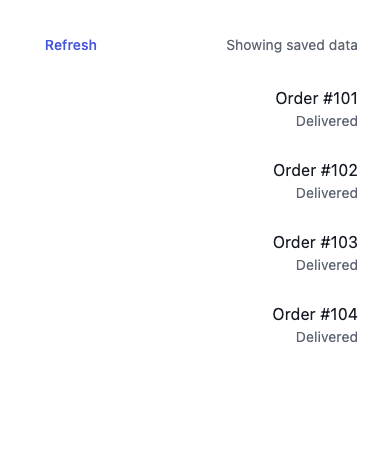 Refresh
Showing saved data
Order #101
Delivered
Order #102
Delivered
Order #103
Delivered
Order #104
Delivered